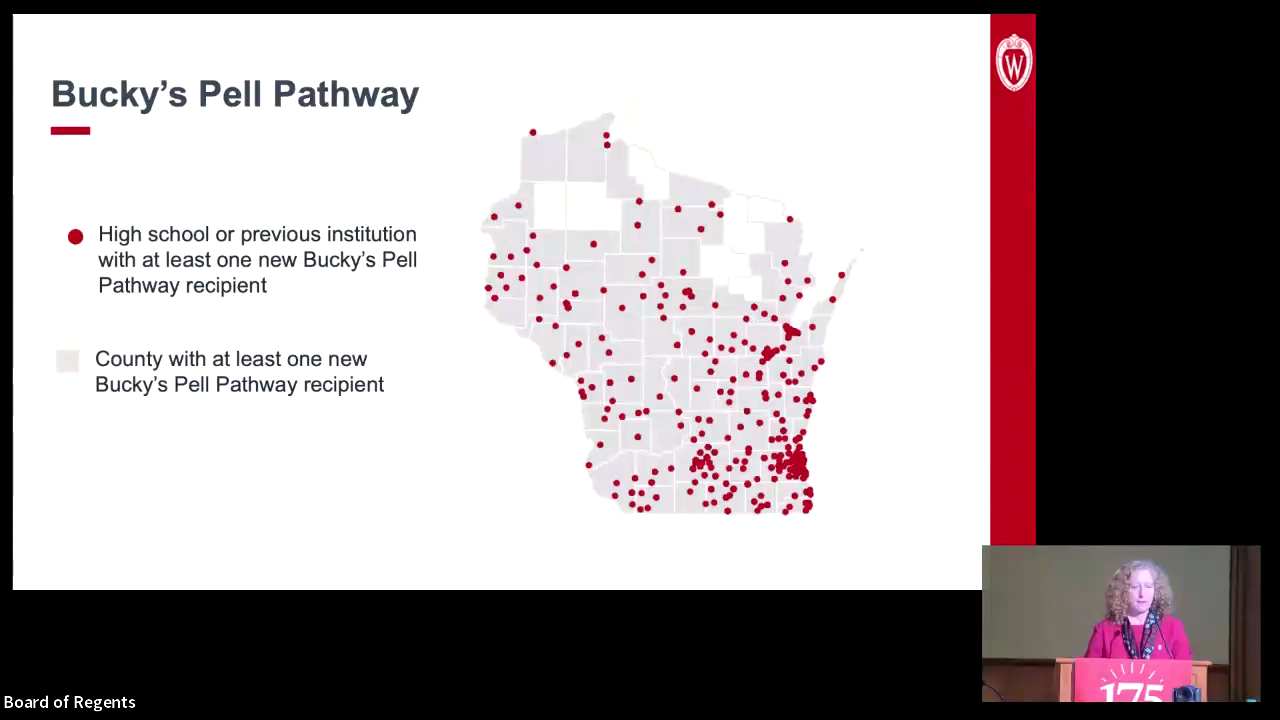 Bucky’s Pell Pathway
High school or previous institution
with at least one new Bucky’s Pell
Pathway recipient
County with at least one new
Bucky’s Pell Pathway recipient
W
175
Board of Regents